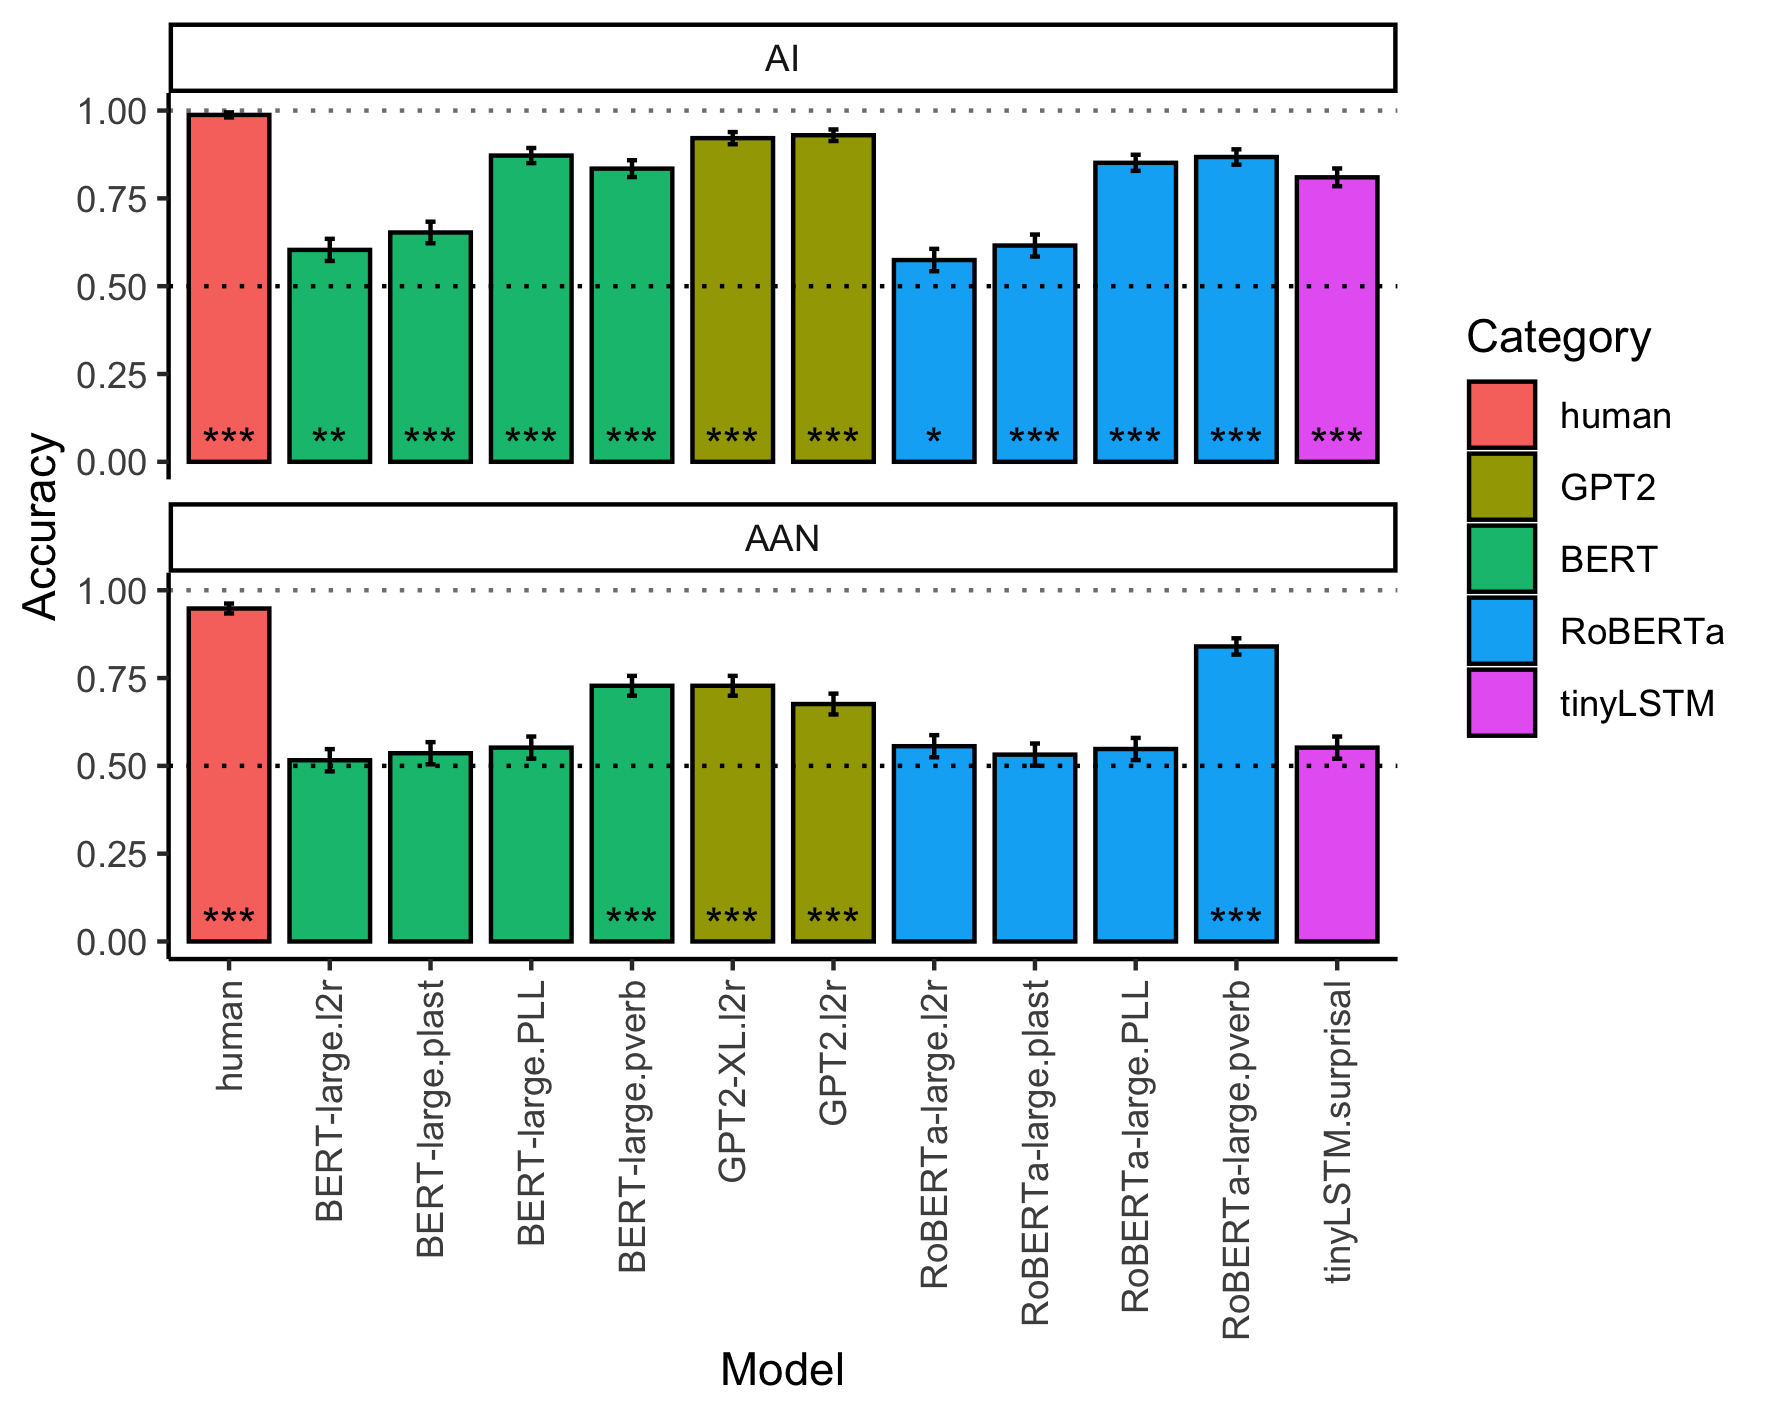 AI
1.00
0.75
0.50
0.25
0.00
*** ** *** *** *** *** *** * *** *** *** ***
AAN
1.00
0.75
0.50
0.25
0.00
*** *** *** *** ***
Accuracy
human
BERT-large.l2r
BERT-large.plast
BERT-large.PLL
BERT-large.pverb
GPT2-XL.l2r
GPT2.l2r
RoBERTa-large.l2r
RoBERTa-large.plast
RoBERTa-large.PLL
RoBERTa-large.pverb
tinyLSTM.surprisal
Model
Category
human
GPT2
BERT
RoBERTa
tinyLSTM